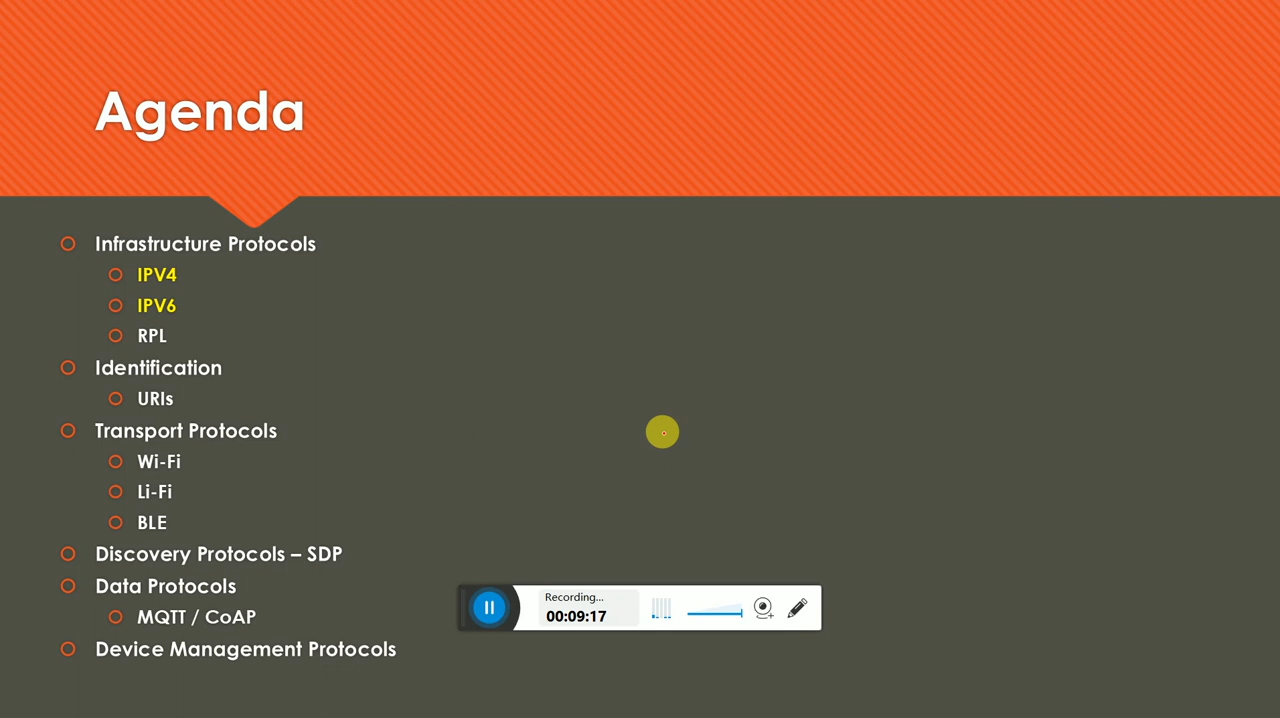 Agenda
Infrastructure Protocols
IPV4
IPV6
RPL
Identification
URIs
Transport Protocols
Wi-Fi
Li-Fi
BLE
Discovery Protocols – SDP
Data Protocols
MQTT / CoAP
Device Management Protocols
Recording...
00:09:17